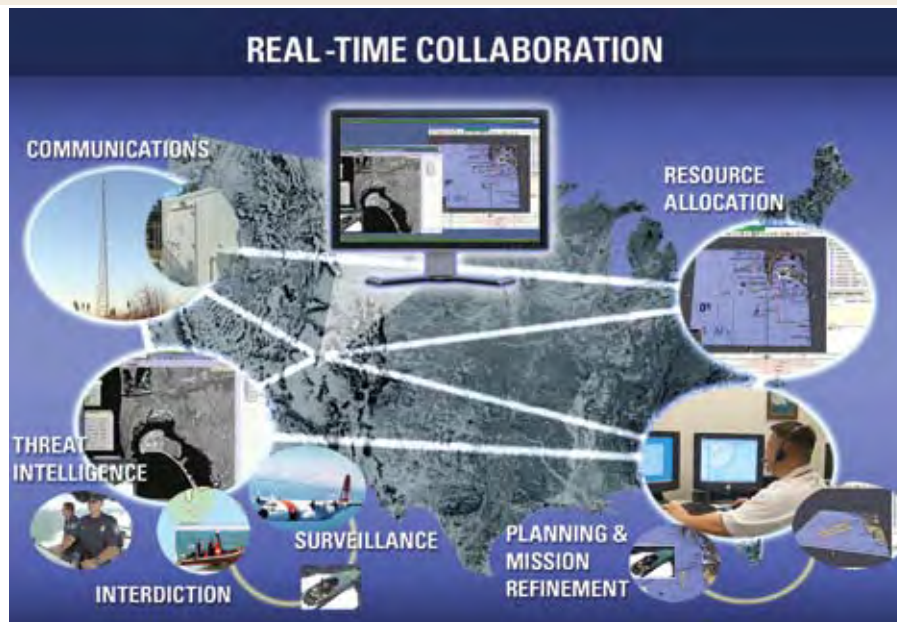 REAL-TIME COLLABORATION
COMMUNICATIONS
RESOURCE
ALLOCATION
THREAT
INTELLIGENCE
SURVEILLANCE
INTERDICTION
PLANNING &
MISSION
REFINEMENT